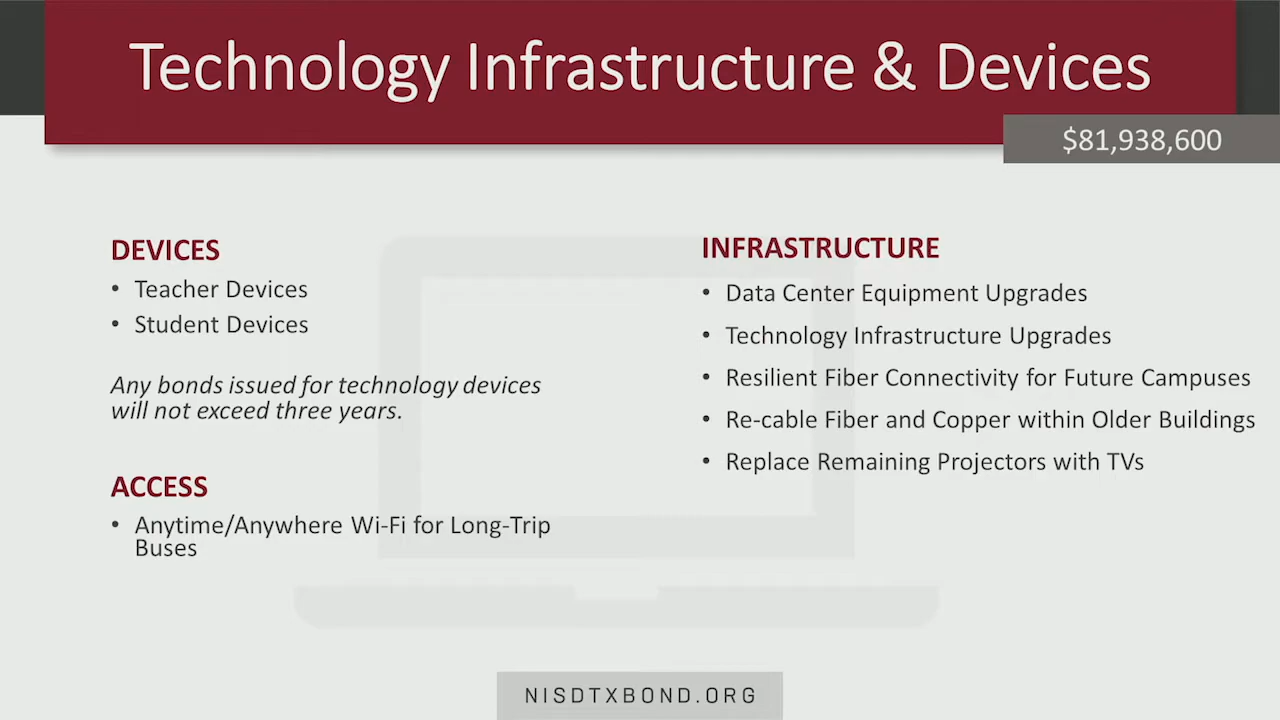 Technology Infrastructure & Devices
$81,938,600
DEVICES
• Teacher Devices
• Student Devices
Any bonds issued for technology devices
will not exceed three years.
ACCESS
• Anytime/Anywhere Wi-Fi for Long-Trip
Buses
INFRASTRUCTURE
• Data Center Equipment Upgrades
• Technology Infrastructure Upgrades
• Resilient Fiber Connectivity for Future Campuses
• Re-cable Fiber and Copper within Older Buildings
• Replace Remaining Projectors with TVs
NISDTXBOND.ORG